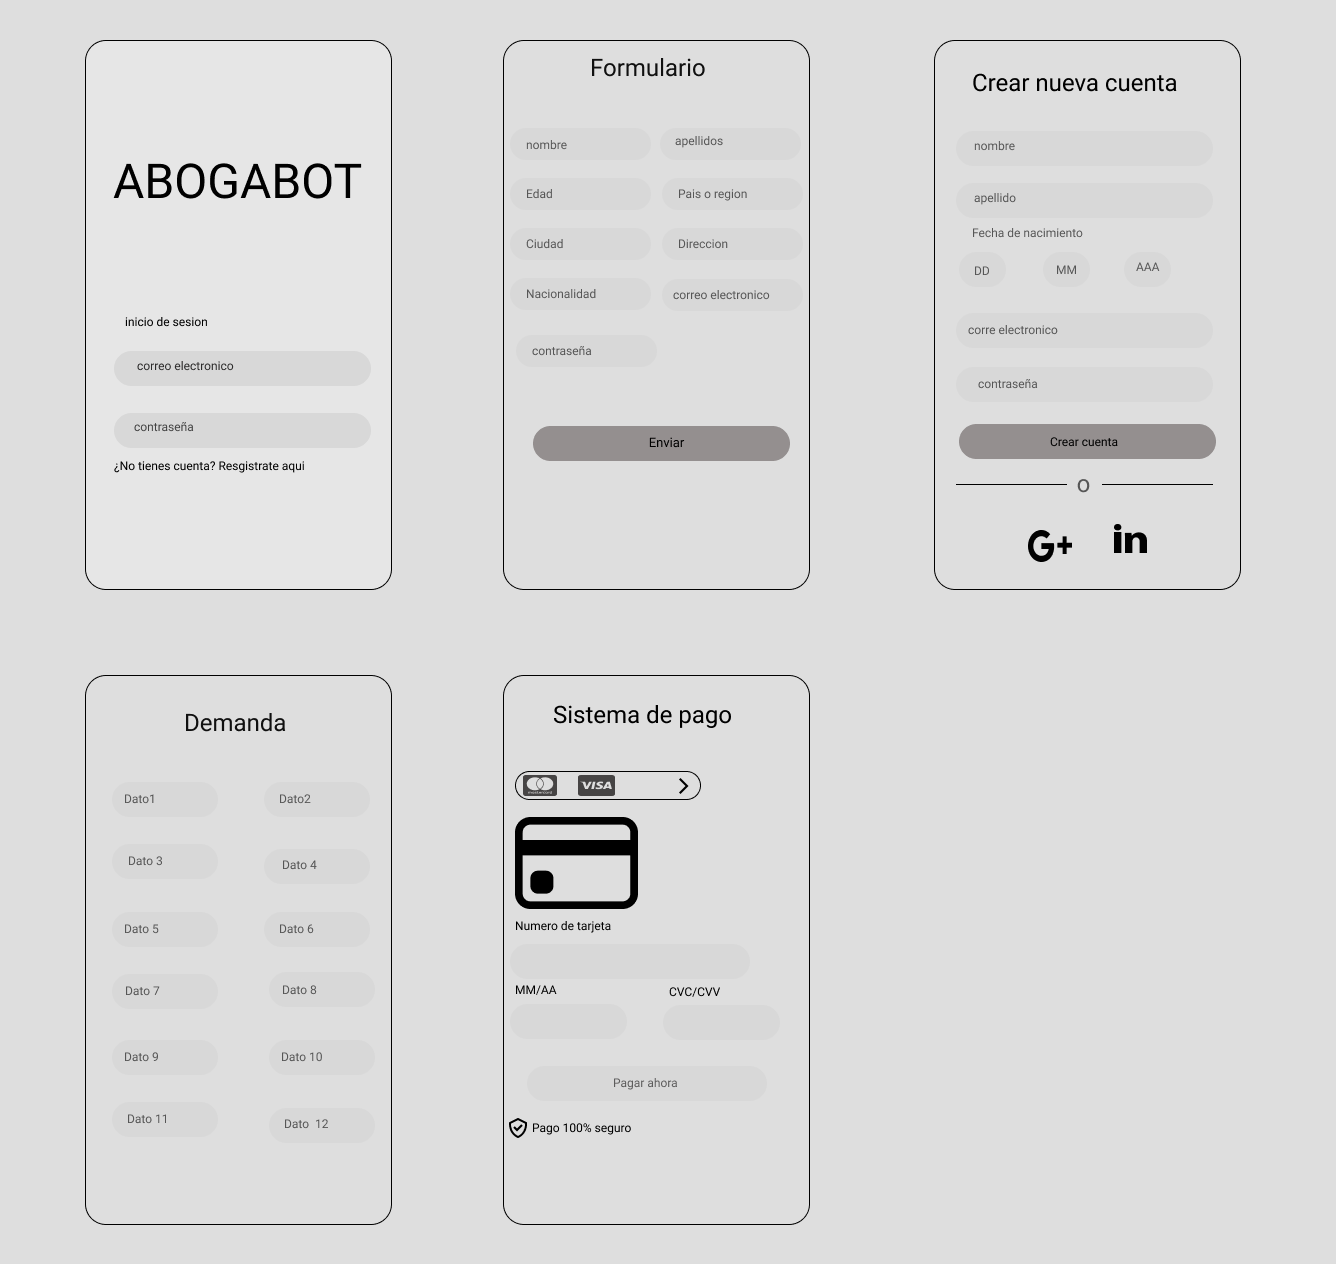 ABOGABOT
inicio de sesion
correo electronico
contraseña
¿No tienes cuenta? Resgistrate aqui
Formulario
nombre
apellidos
Edad
Pais o region
Ciudad
Direccion
Nacionalidad
correo electronico
contraseña
Enviar
Crear nueva cuenta
nombre
apellido
Fecha de nacimiento
DD
MM
AAA
corre electronico
contraseña
Crear cuenta
O
G+
in
Demanda
Dato1
Dato2
Dato 3
Dato 4
Dato 5
Dato 6
Dato 7
Dato 8
Dato 9
Dato 10
Dato 11
Dato  12
Sistema de pago
mastercard
VISA
Numero de tarjeta
MM/AA
CVC/CVV
Pagar ahora
Pago 100% seguro